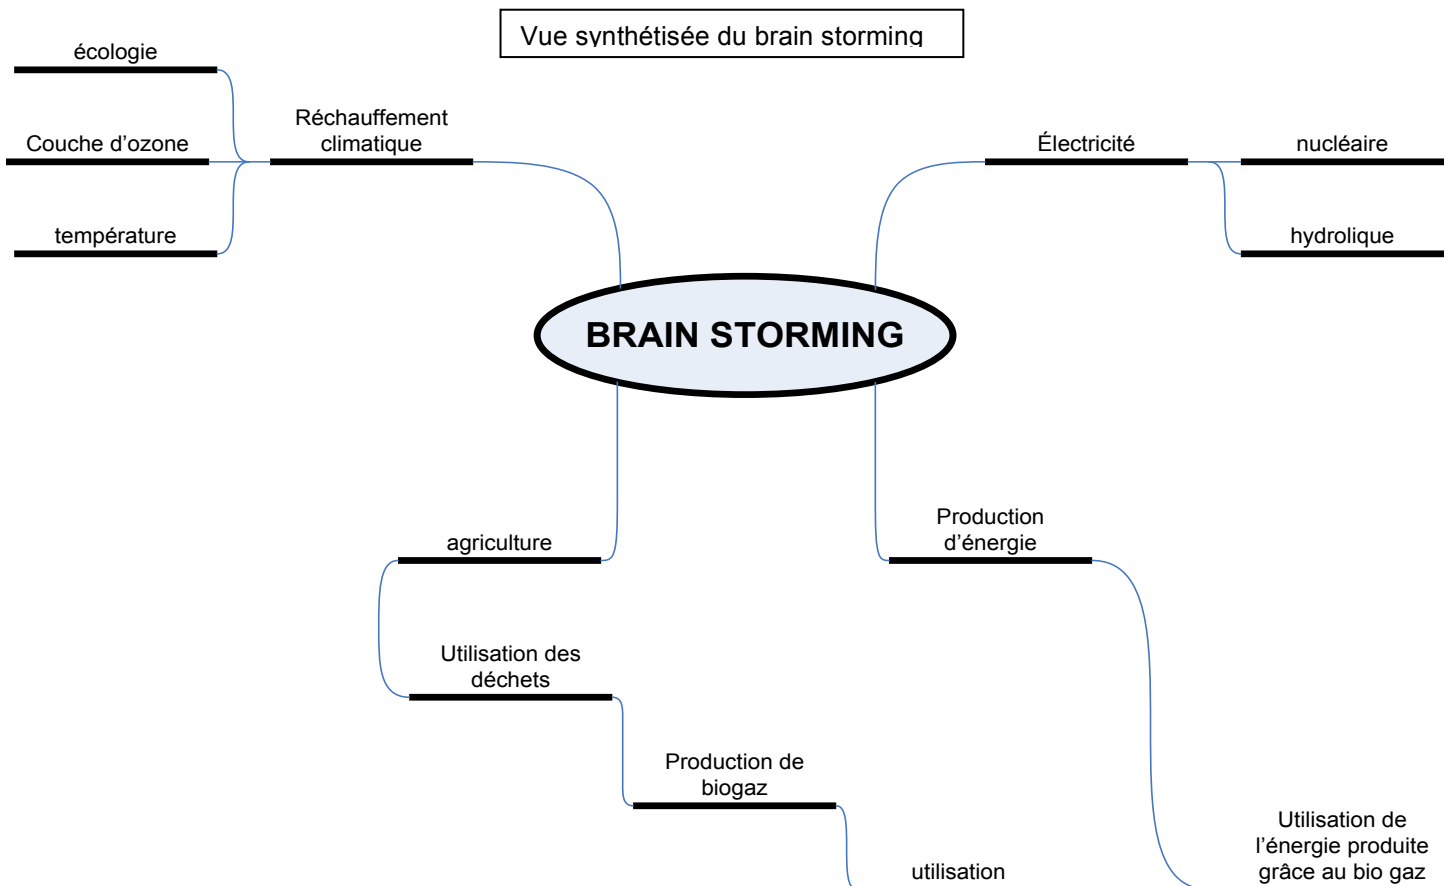 Vue synthétisée du brain storming
écologie
Couche d’ozone
température
Réchauffement
climatique
Électricité
nucléaire
hydrolique
BRAIN STORMING
agriculture
Utilisation des
déchets
Production de
biogaz
utilisation
Production
d’énergie
Utilisation de
l’énergie produite
grâce au bio gaz